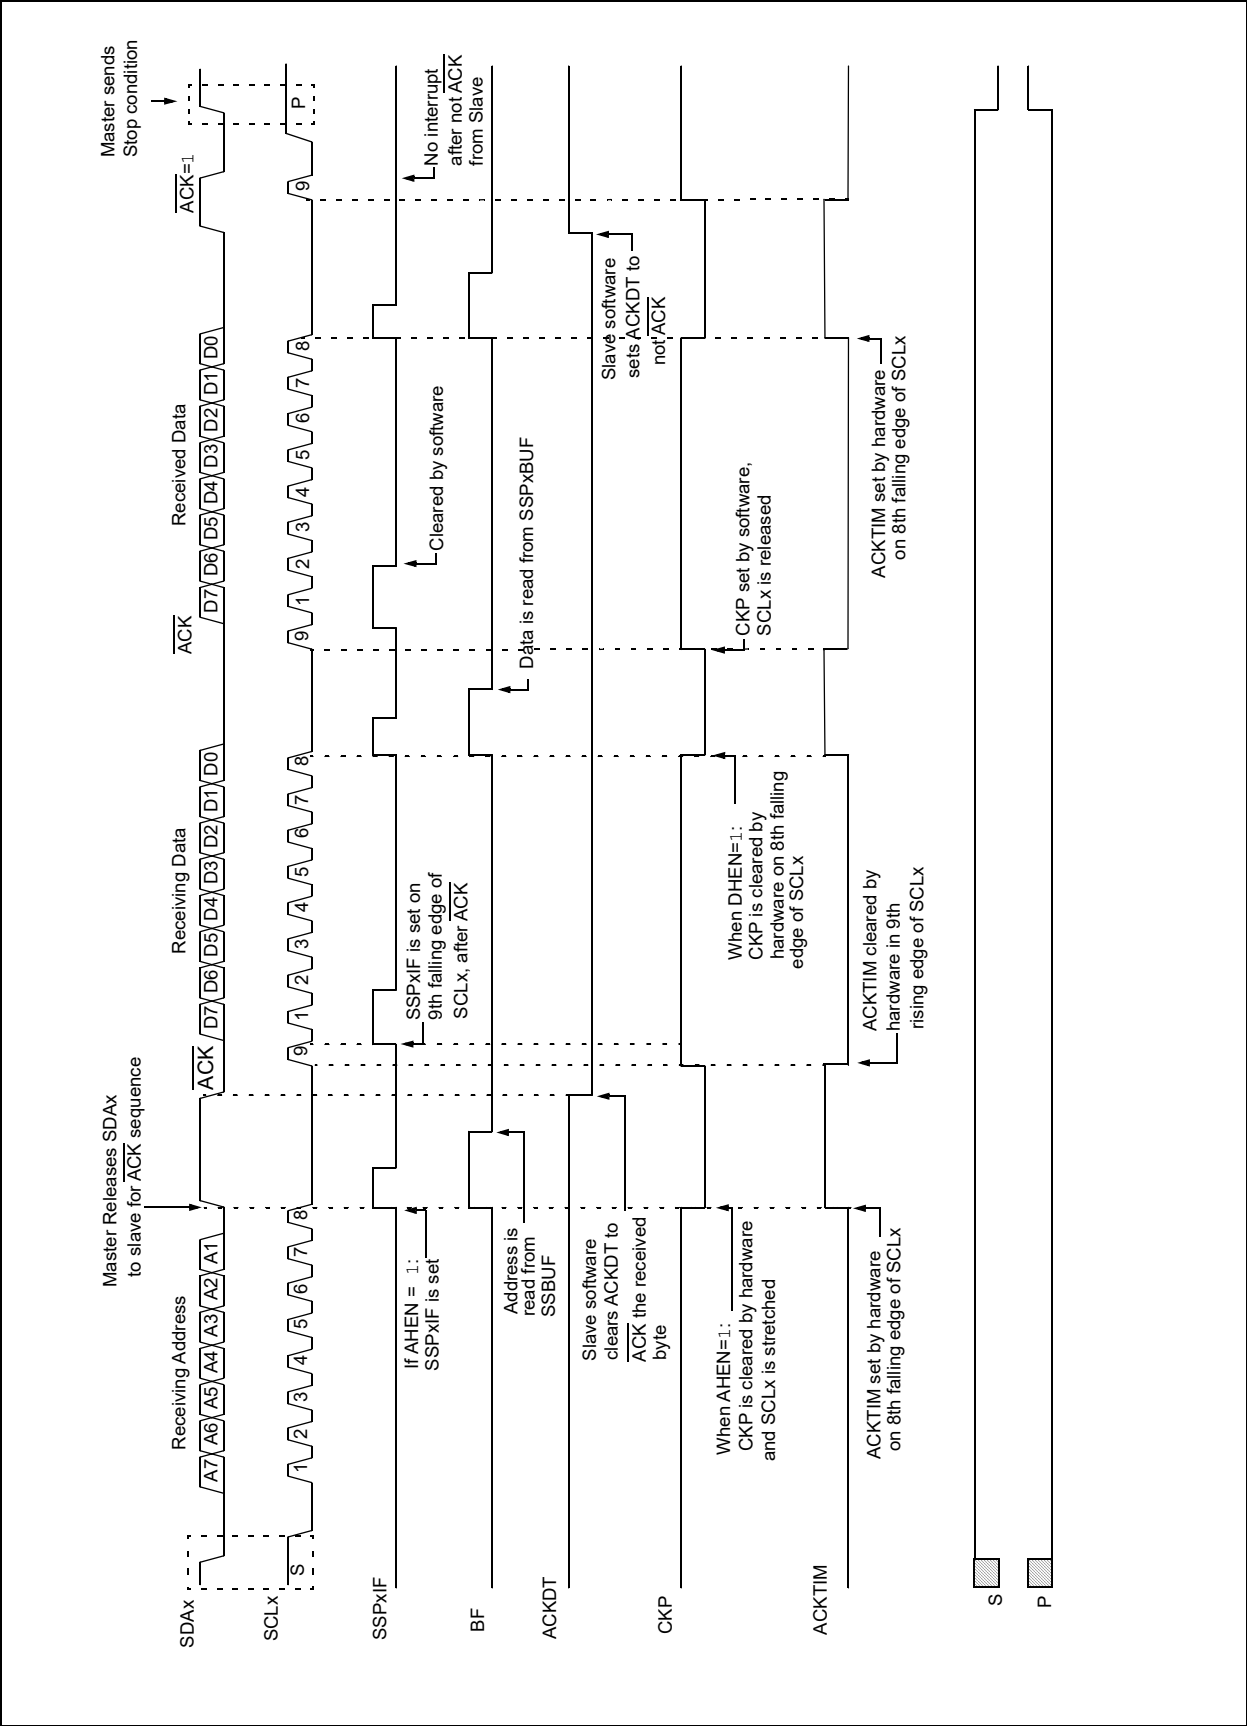 Master Releases SDAx
to slave for ACK sequence
Master sends
Stop condition
Receiving Address
ACK
Receiving Data
ACK
Received Data
ACK=1
SDAx
A7 A6 A5 A4 A3 A2 A1
D7 D6 D5 D4 D3 D2 D1 D0
D7 D6 D5 D4 D3 D2 D1 D0
SCLx
S
1 2 3 4 5 6 7 8
9 1 2 3 4 5 6 7 8
9 1 2 3 4 5 6 7 8
9
P
SSPxIF
If AHEN = 1:
SSPxIF is set
SSPxIF is set on
9th falling edge of
SCLx, after ACK
Cleared by software
No interrupt
after not ACK
from Slave
BF
Address is
read from
SSBUF
Data is read from SSPxBUF
ACKDT
Slave software
clears ACKDT to
ACK the received
byte
Slave software
sets ACKDT to
not ACK
CKP
When AHEN=1:
CKP is cleared by hardware
and SCLx is stretched
When DHEN=1:
CKP is cleared by
hardware on 8th falling
edge of SCLx
CKP set by software,
SCLx is released
ACKTIM
ACKTIM set by hardware
on 8th falling edge of SCLx
ACKTIM cleared by
hardware in 9th
rising edge of SCLx
ACKTIM set by hardware
on 8th falling edge of SCLx
S
P